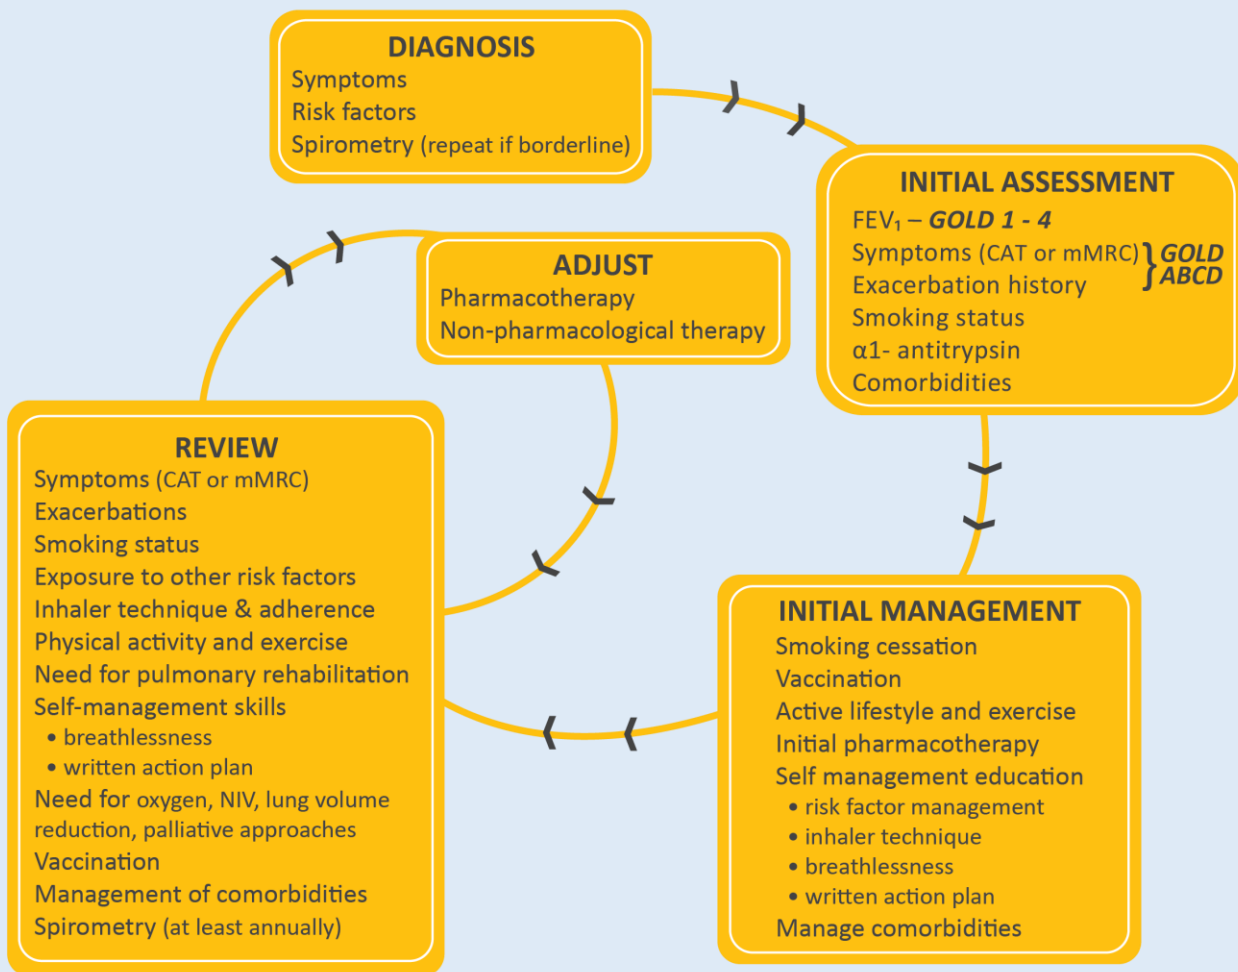 DIAGNOSIS
Symptoms
Risk factors
Spirometry (repeat if borderline)
INITIAL ASSESSMENT
FEV₁ – GOLD 1 - 4
Symptoms (CAT or mMRC) } GOLD
Exacerbation history ABCD
Smoking status
α1- antitrypsin
Comorbidities
ADJUST
Pharmacotherapy
Non-pharmacological therapy
REVIEW
Symptoms (CAT or mMRC)
Exacerbations
Smoking status
Exposure to other risk factors
Inhaler technique & adherence
Physical activity and exercise
Need for pulmonary rehabilitation
Self-management skills
• breathlessness
• written action plan
Need for oxygen, NIV, lung volume
reduction, palliative approaches
Vaccination
Management of comorbidities
Spirometry (at least annually)
INITIAL MANAGEMENT
Smoking cessation
Vaccination
Active lifestyle and exercise
Initial pharmacotherapy
Self management education
• risk factor management
• inhaler technique
• breathlessness
• written action plan
Manage comorbidities